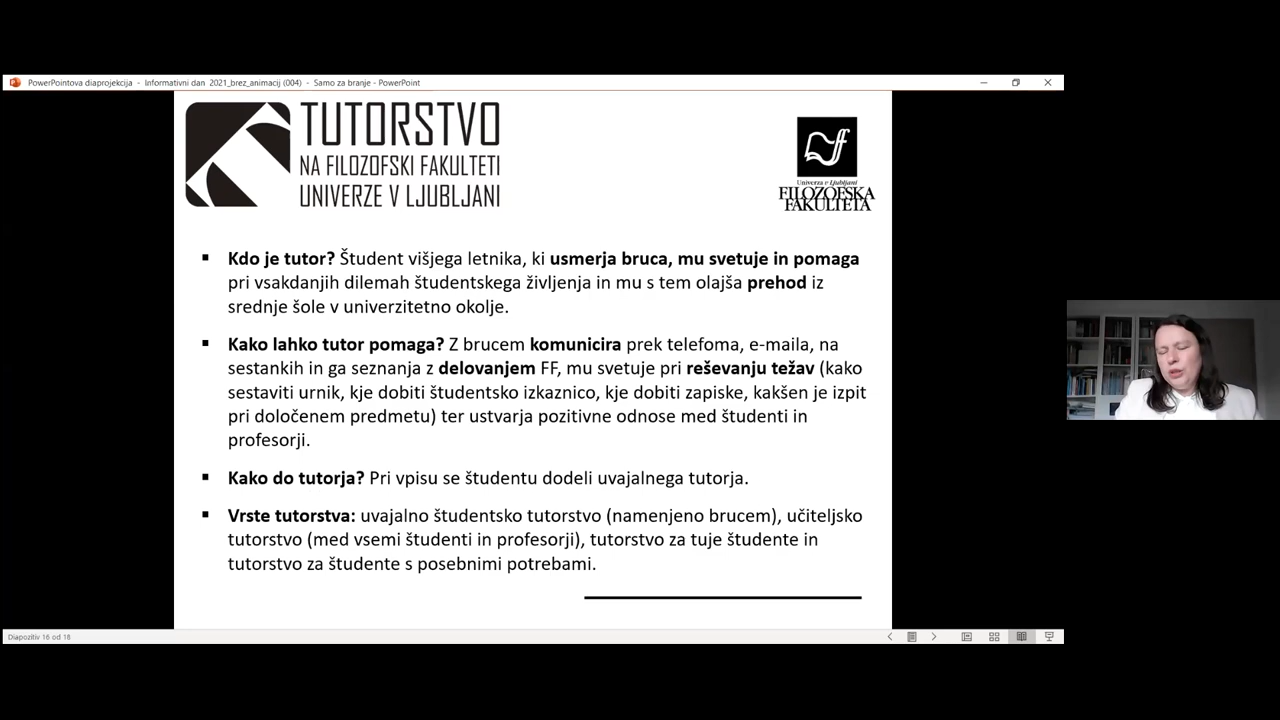 PowerPointova diaprojekcija - Informativni dan 2021_brez_animacij (004) - Samo za branje - PowerPoint
TUTORSTVO
NA FILOZOFSKI FAKULTETI
UNIVERZE V LJUBLJANI
Univerza v Ljubljani
FILOZOFSKA
FAKULTETA
▪ Kdo je tutor? Študent višjega letnika, ki usmerja bruca, mu svetuje in pomaga
pri vsakdanjih dilemah študentskega življenja in mu s tem olajša prehod iz
srednje šole v univerzitetno okolje.
▪ Kako lahko tutor pomaga? Z brucem komunicira prek telefoma, e-maila, na
sestankih in ga seznanja z delovanjem FF, mu svetuje pri reševanju težav (kako
sestaviti urnik, kje dobiti študentsko izkaznico, kje dobiti zapiske, kakšen je izpit
pri določenem predmetu) ter ustvarja pozitivne odnose med študenti in
profesorji.
▪ Kako do tutorja? Pri vpisu se študentu dodeli uvajalnega tutorja.
▪ Vrste tutorstva: uvajalno študentsko tutorstvo (namenjeno brucem), učiteljsko
tutorstvo (med vsemi študenti in profesorji), tutorstvo za tuje študente in
tutorstvo za študente s posebnimi potrebami.
Diapozitiv 16 od 18